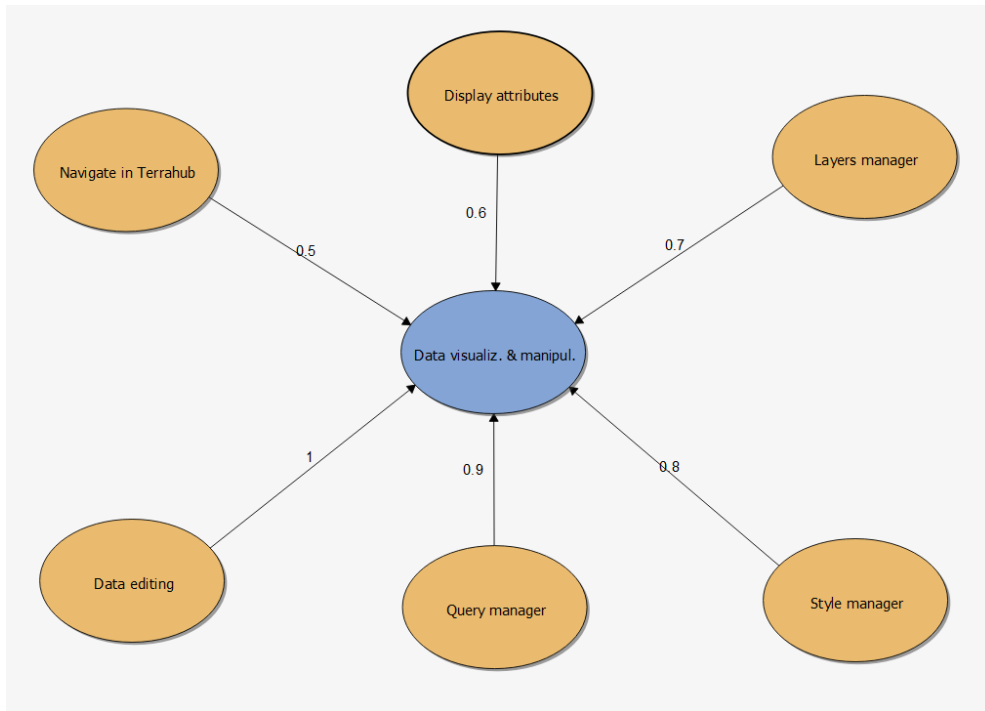 Display attributes
Layers manager
Navigate in Terrahub
0.6
0.7
0.5
Data visualiz. & manipul.
1
0.9
0.8
Data editing
Query manager
Style manager